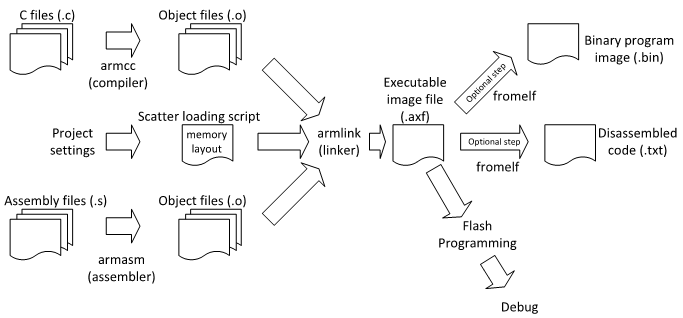 C files (.c)
armcc
(compiler)
Object files (.o)
Project
settings
Scatter loading script
memory
layout
Assembly files (.s)
armasm
(assembler)
Object files (.o)
armlink
(linker)
Executable
image file
(.axf)
Optional step
fromelf
Binary program
image (.bin)
Optional step
fromelf
Disassembled
code (.txt)
Flash
Programming
Debug